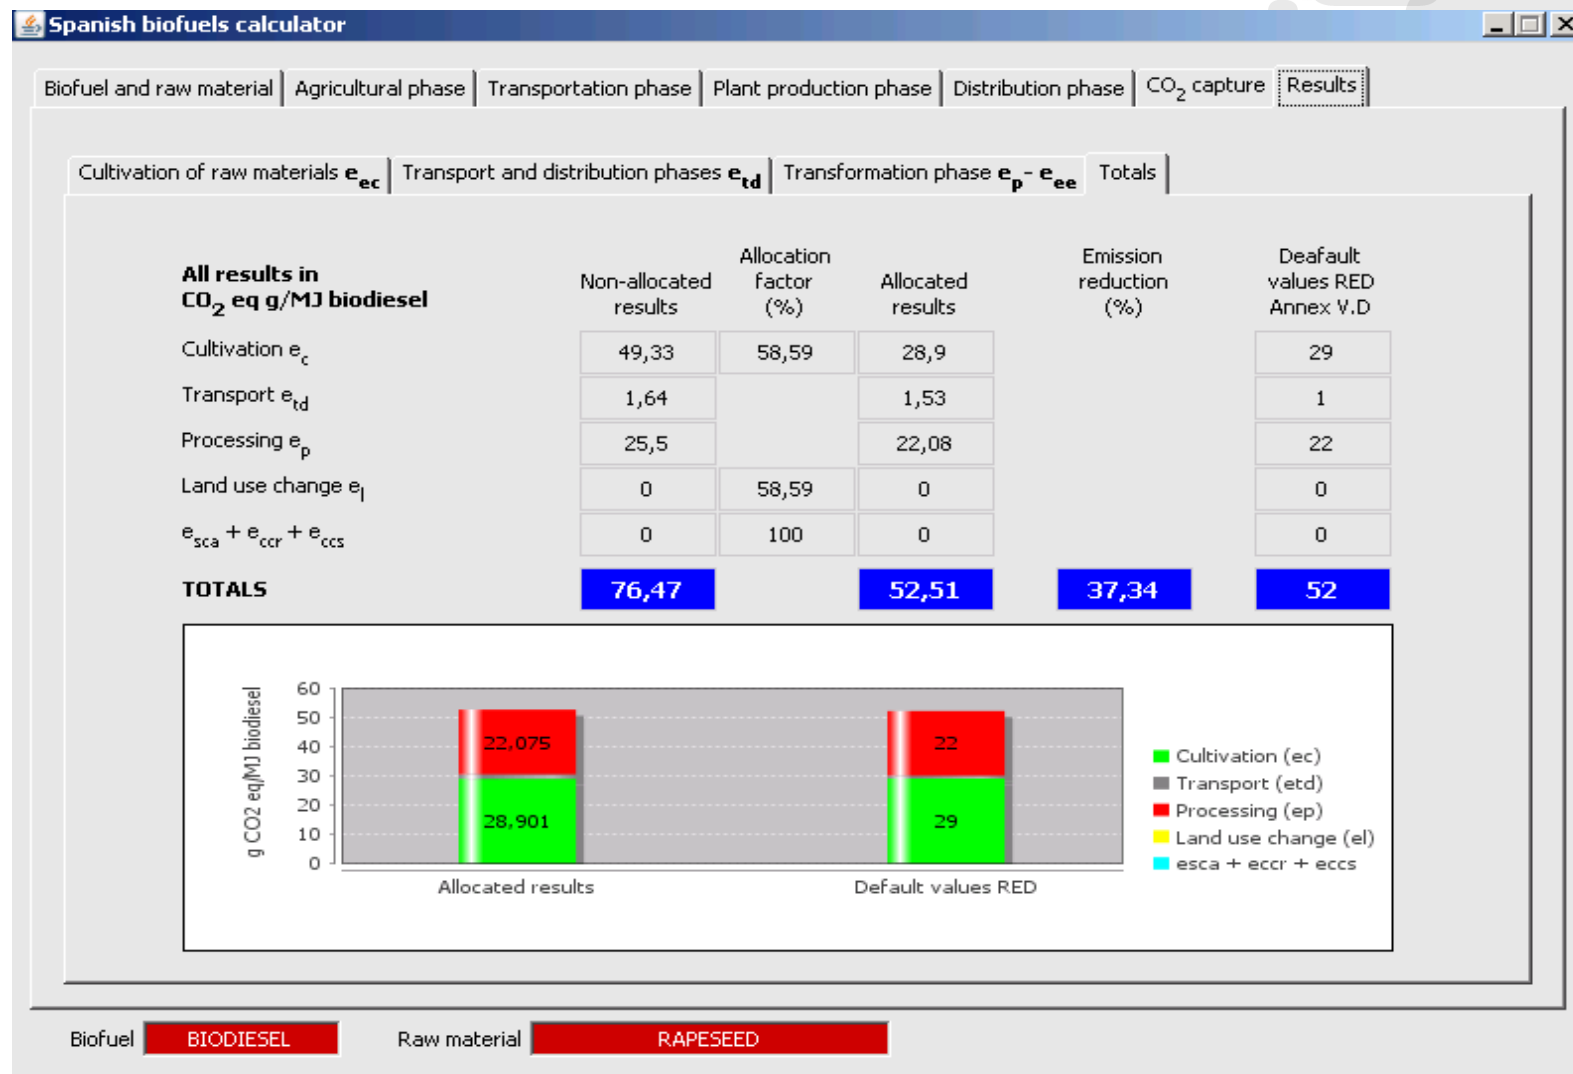 Spanish biofuels calculator
Biofuel and raw material Agricultural phase Transportation phase Plant production phase Distribution phase CO2 capture Results
Cultivation of raw materials eec Transport and distribution phases etd Transformation phase ep- eee Totals
All results in
CO2 eq g/MJ biodiesel
Non-allocated
results
Allocation
factor
(%)
Allocated
results
Emission
reduction
(%)
Deafault
values RED
Annex V.D
Cultivation ec 49,33 58,59 28,9 29
Transport etd 1,64 1,53 1
Processing ep 25,5 22,08 22
Land use change el 0 58,59 0 0
esca + eccr + eccs 0 100 0 0
TOTALS 76,47 52,51 37,34 52
g CO2 eq/MJ biodiesel
60
50
40
30
20
10
0
22,075
28,901
22
29
Allocated results Default values RED
Cultivation (ec)
Transport (etd)
Processing (ep)
Land use change (el)
esca + eccr + eccs
Biofuel BIODIESEL Raw material RAPESEED